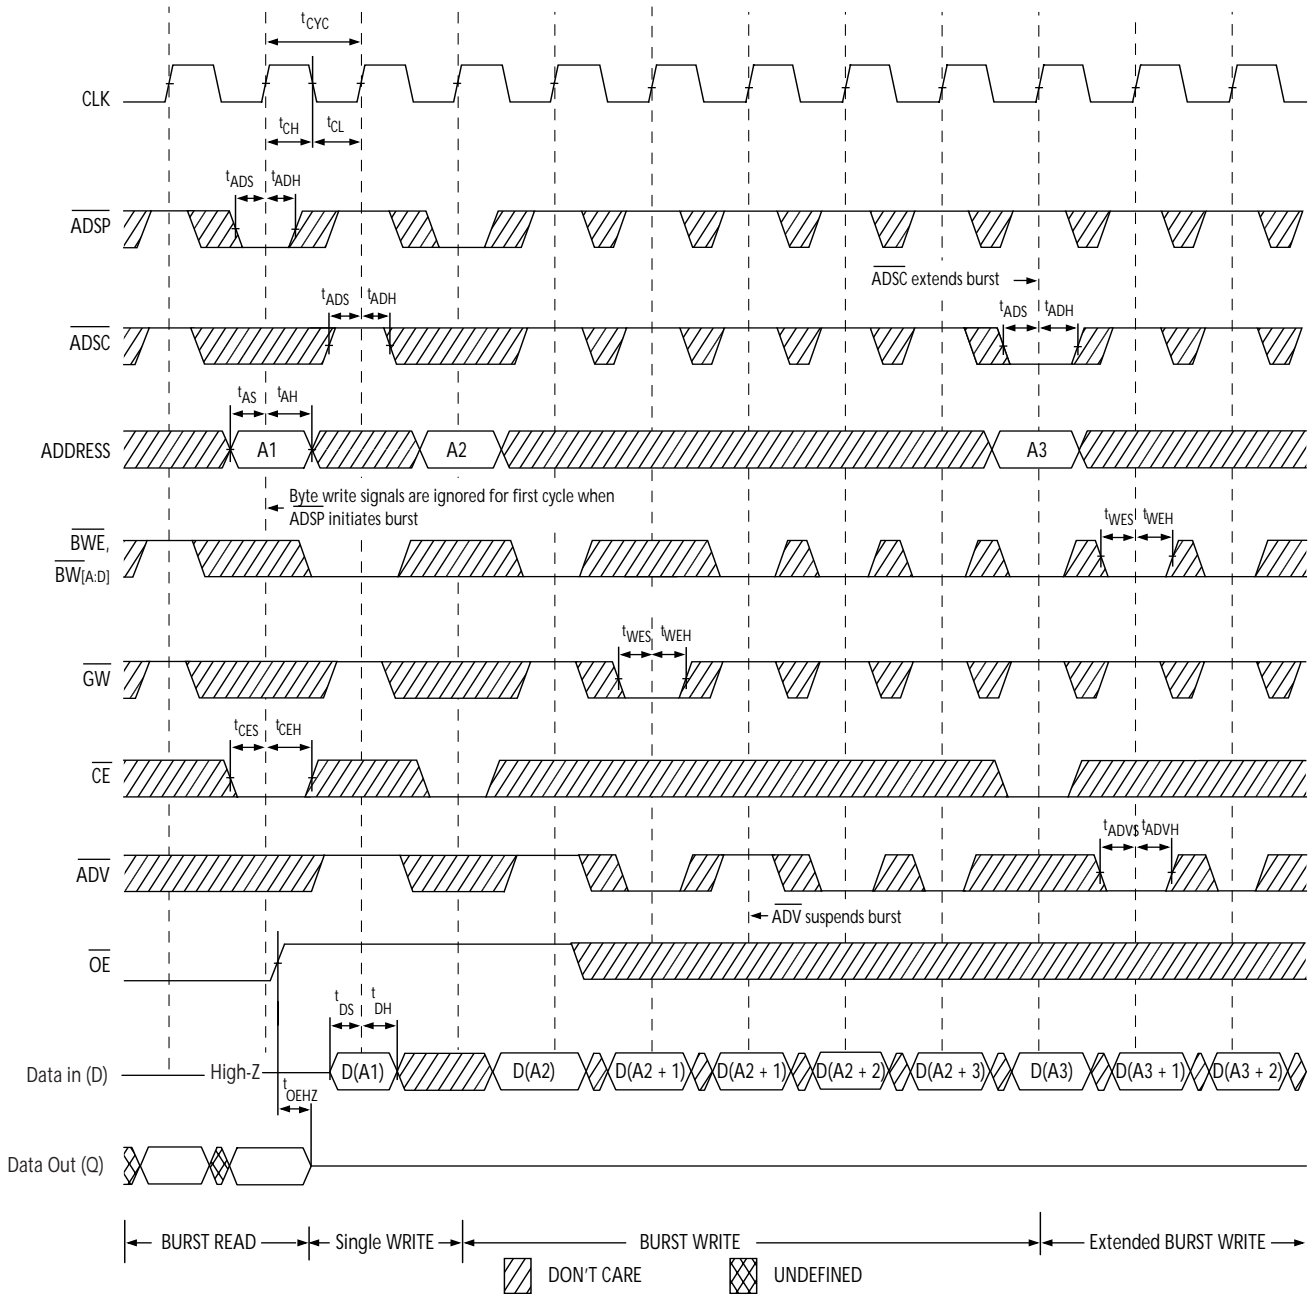 tCYC
CLK
tCH
tCL
tADS
tADH
ADSP
ADSC extends burst
tADS
tADH
tADS
tADH
ADSC
tAS
tAH
ADDRESS
A1
A2
A3
Byte write signals are ignored for first cycle when
ADSP initiates burst
tWES
tWEH
BWE,
BW[A:D]
tWES
tWEH
GW
tCES
tCEH
CE
tADVS
tADVH
ADV
ADV suspends burst
OE
tDS
tDH
Data in (D)
High-Z
D(A1)
D(A2)
D(A2 + 1)
D(A2 + 1)
D(A2 + 2)
D(A2 + 3)
D(A3)
D(A3 + 1)
D(A3 + 2)
tOEHZ
Data Out (Q)
BURST READ
Single WRITE
BURST WRITE
Extended BURST WRITE
DON'T CARE
UNDEFINED